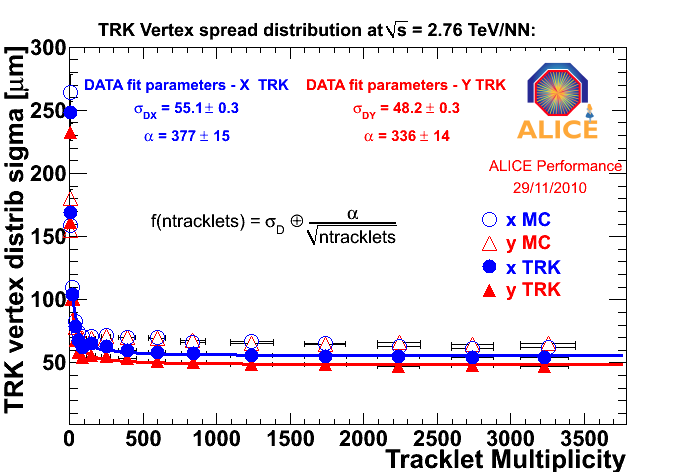 TRK Vertex spread distribution at √s = 2.76 TeV/NN:
TRK vertex distrib sigma [μm]
300
250
200
150
100
50
DATA fit parameters - X  TRK
σDX = 55.1 ± 0.3
α = 377 ± 15
DATA fit parameters - Y TRK
σDY = 48.2 ± 0.3
α = 336 ± 14
ALICE
ALICE Performance
29/11/2010
f(ntracklets) = σD ⊕ α/√ntracklets
x MC
y MC
x TRK
y TRK
0 500 1000 1500 2000 2500 3000 3500
Tracklet Multiplicity